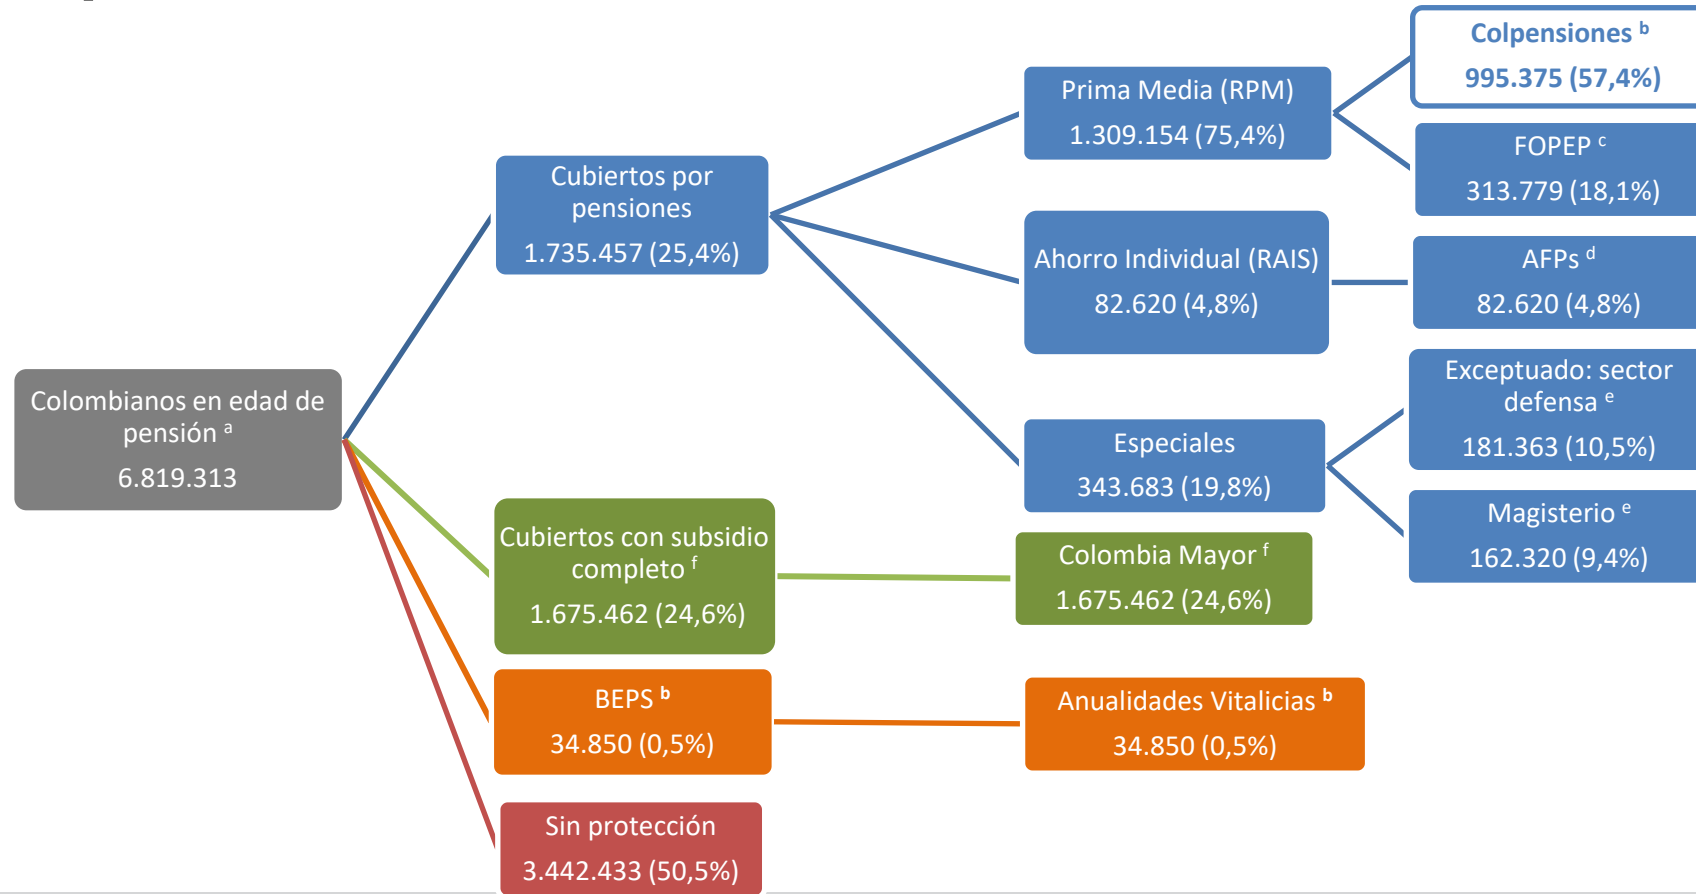 Colombianos en edad de
pensión a
6.819.313
Cubiertos por
pensiones
1.735.457 (25,4%)
Prima Media (RPM)
1.309.154 (75,4%)
Colpensiones b
995.375 (57,4%)
FOPEP c
313.779 (18,1%)
Ahorro Individual (RAIS)
82.620 (4,8%)
AFPs d
82.620 (4,8%)
Especiales
343.683 (19,8%)
Exceptuado: sector
defensa e
181.363 (10,5%)
Magisterio e
162.320 (9,4%)
Cubiertos con subsidio
completo f
1.675.462 (24,6%)
Colombia Mayor f
1.675.462 (24,6%)
BEPS b
34.850 (0,5%)
Anualidades Vitalicias b
34.850 (0,5%)
Sin protección
3.442.433 (50,5%)